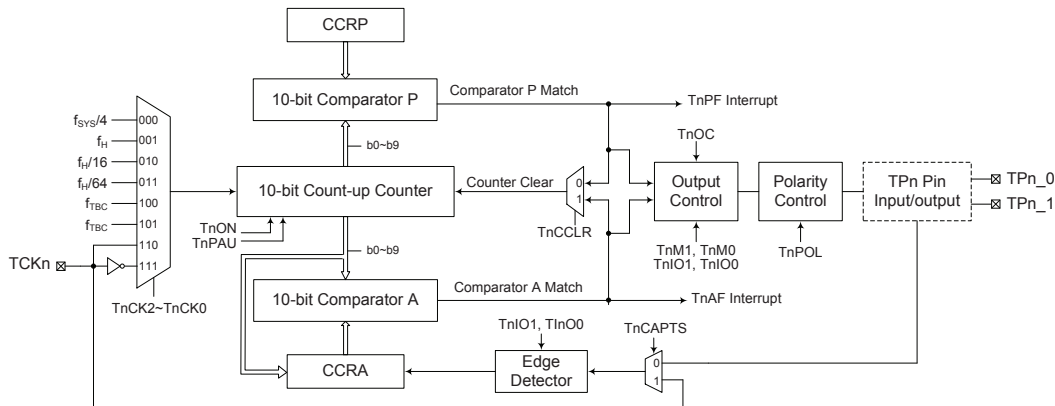 CCRP
10-bit Comparator P
Comparator P Match
TnPF Interrupt
fSYS/4
000
fH
001
fH/16
010
fH/64
011
fTBC
100
fTBC
101
110
111
TCKn
TnCK2~TnCK0
b0~b9
10-bit Count-up Counter
TnON
TnPAU
Counter Clear
0
1
TnCCLR
TnOC
Output
Control
TnM1, TnM0
TnIO1, TnIO0
Polarity
Control
TnPOL
TPn Pin
Input/output
TPn_0
TPn_1
b0~b9
10-bit Comparator A
Comparator A Match
TnAF Interrupt
TnIO1, TInO0
TnCAPTS
CCRA
Edge
Detector
0
1